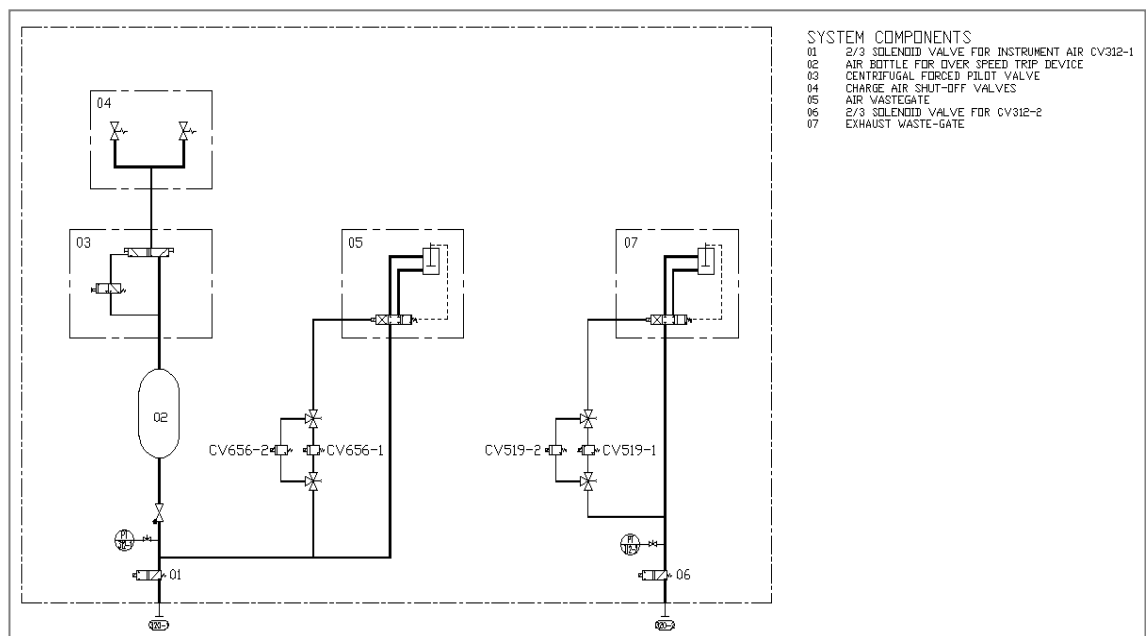 SYSTEM COMPONENTS
01 2/3 SOLENOID VALVE FOR INSTRUMENT AIR CV312-1
02 AIR BOTTLE FOR OVER SPEED TRIP DEVICE
03 CENTRIFUGAL FORCED PILOT VALVE
04 CHARGE AIR SHUT-OFF VALVES
05 AIR WASTEGATE
06 2/3 SOLENOID VALVE FOR CV312-2
07 EXHAUST WASTE-GATE
04
03
05
07
02
CV656-2
CV656-1
CV519-2
CV519-1
PT
PT
01
06